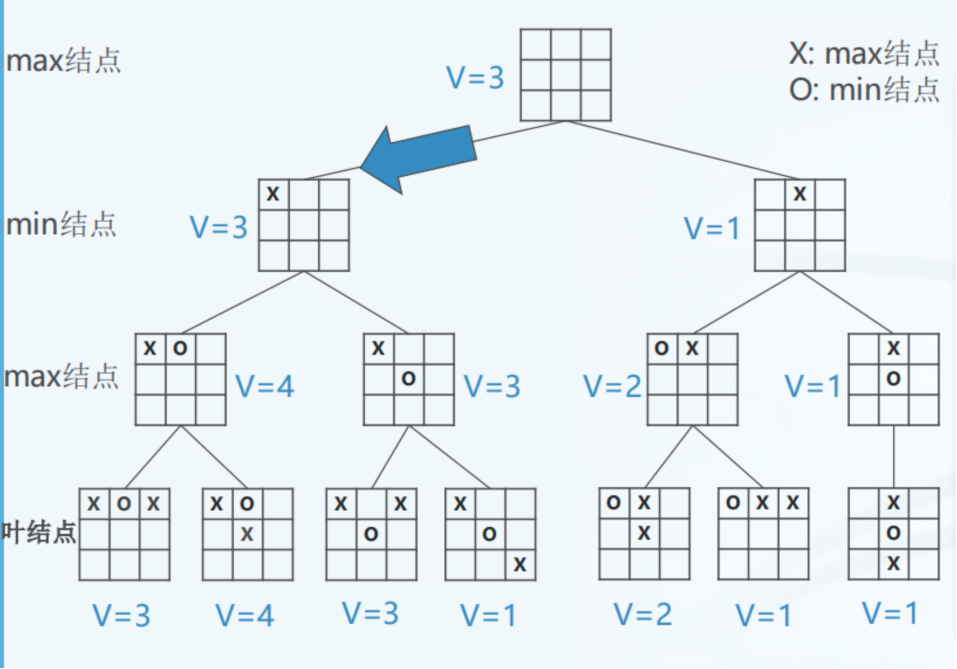 max结点
V=3
X: max结点
O: min结点
min结点
X
V=3
X
V=1
max结点
X O
V=4
X
O
V=3
O X
V=2
X
O
V=1
叶结点
X O X
X O
X
X X
O
X
O
X
O X
X
O X X
X
O
X
V=3
V=4
V=3
V=1
V=2
V=1
V=1